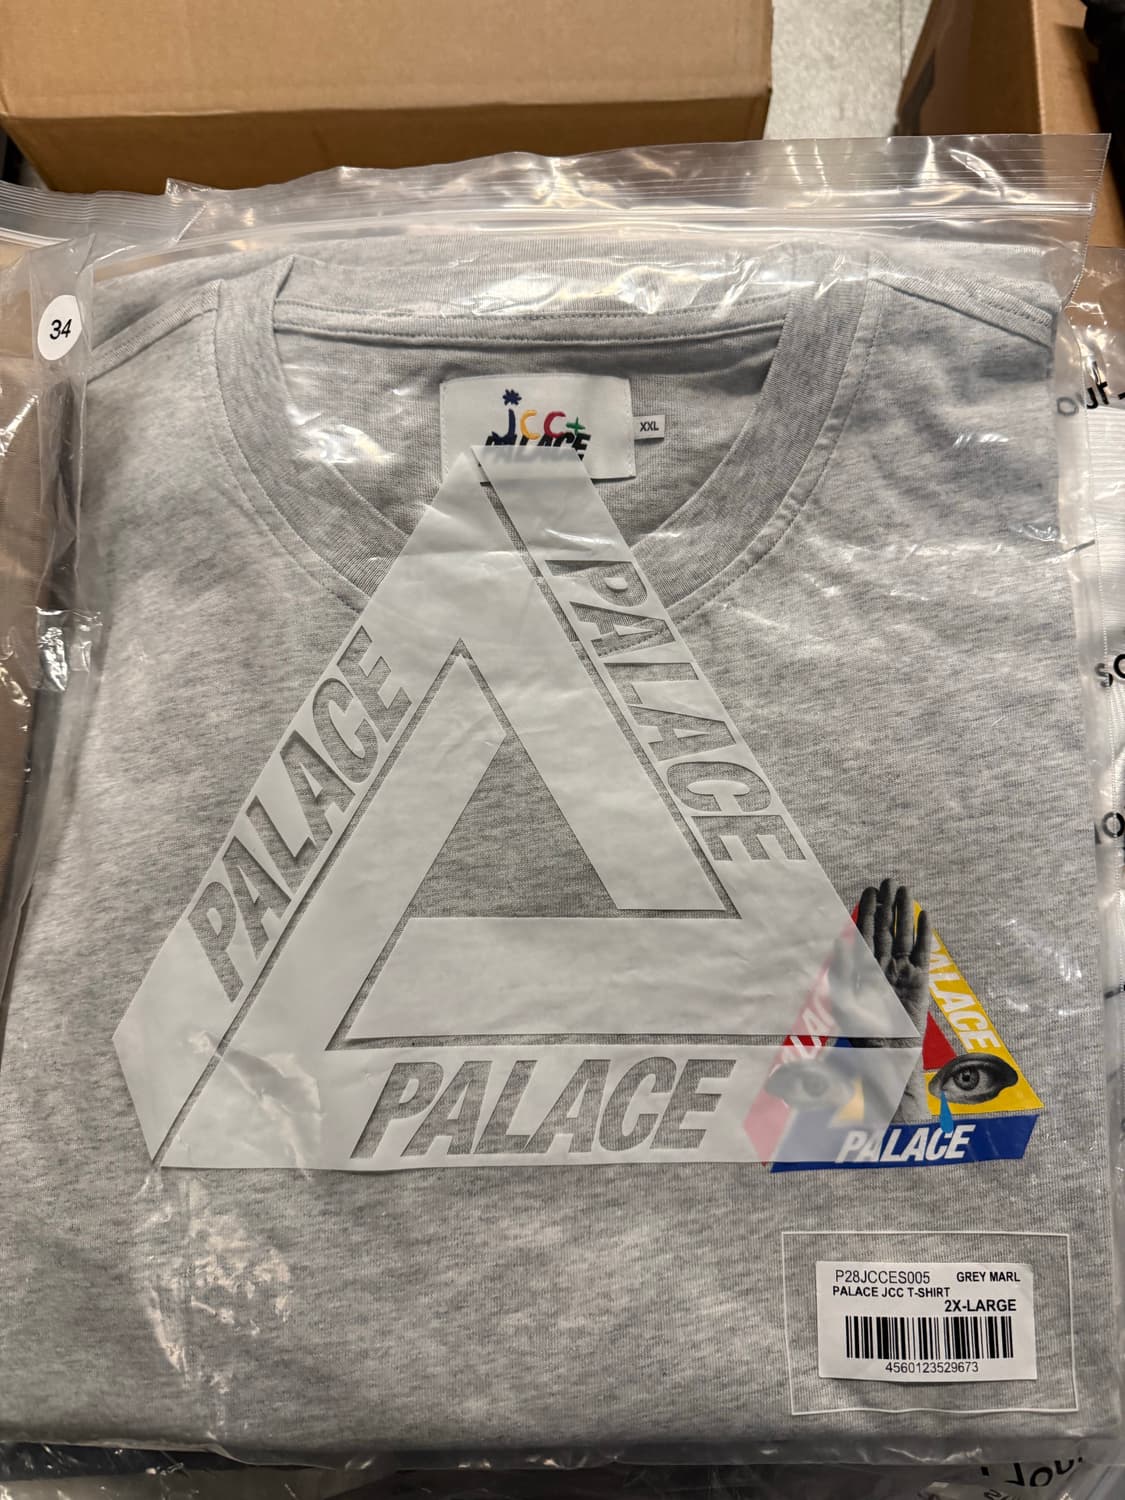 34
jcc+
PALACE
XXL
PALACE
PALACE
PALACE
PALACE
PALACE
P28JCCES005 GREY MARL
PALACE JCC T-SHIRT
2X-LARGE
4560123529673